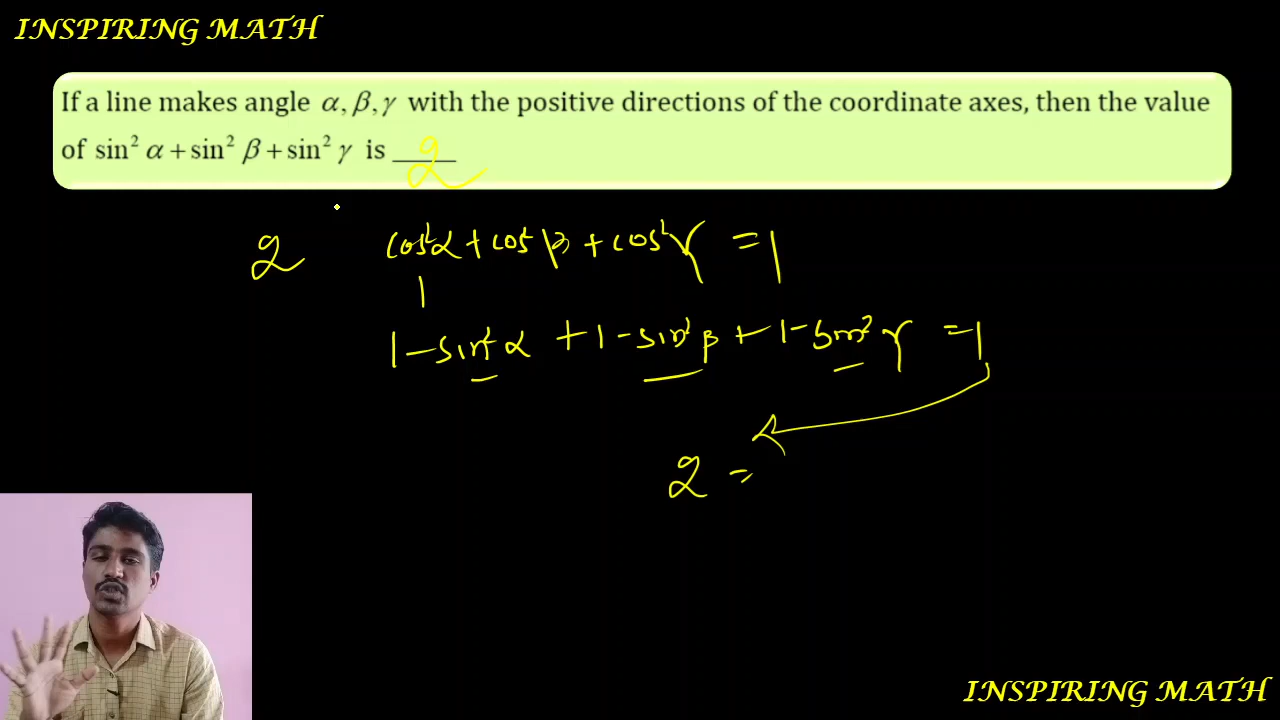 INSPIRING MATH
If a line makes angle α, β, γ with the positive directions of the coordinate axes, then the value
of sin² α + sin² β + sin² γ is ____ 2
2 cos²α + cos²β + cos²γ = 1
1
1 - sin²α + 1 - sin²β + 1 - sin²γ = 1
2 =
INSPIRING MATH